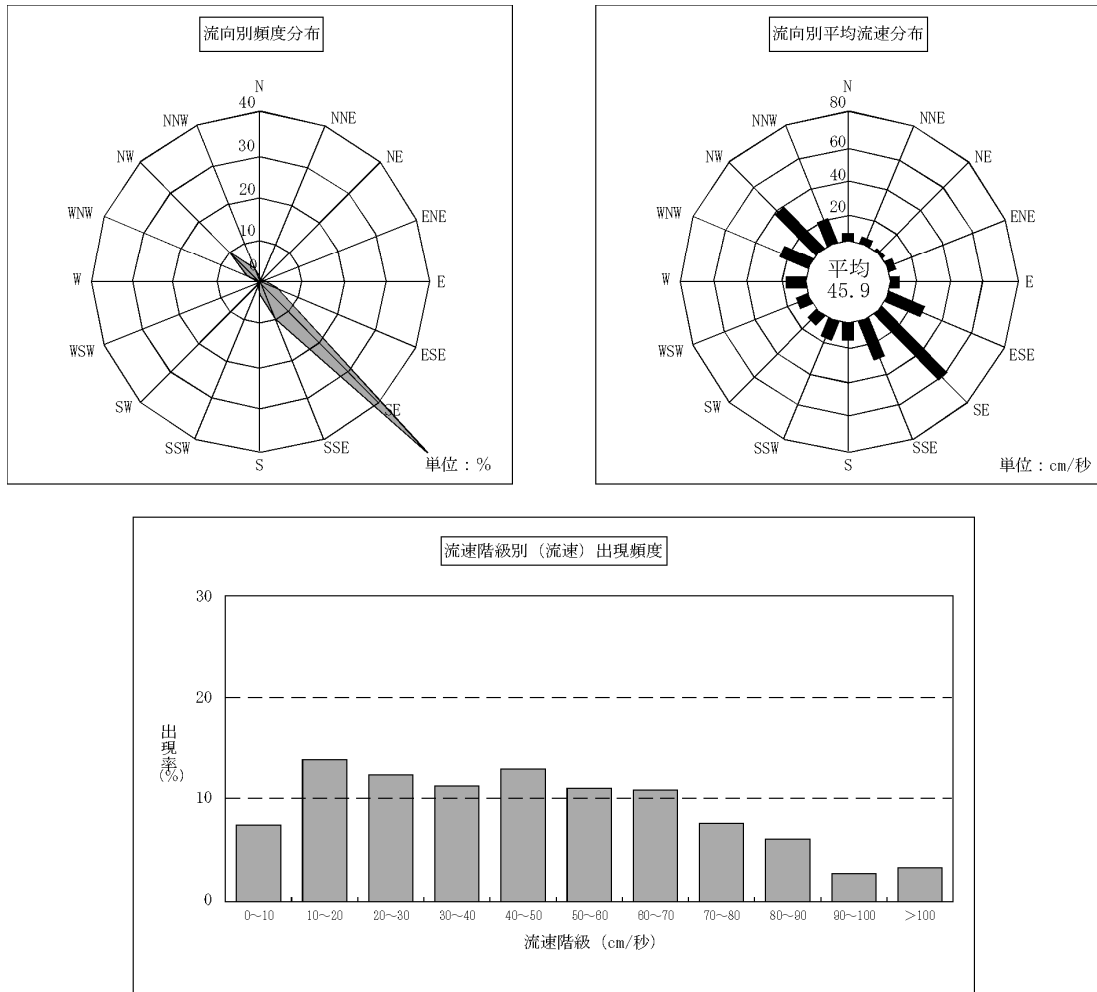 流向別頻度分布
N
NNE
NE
ENE
E
ESE
SE
SSE
S
SSW
SW
WSW
W
WNW
NW
NNW
40
30
20
10
0
単位：%
流向別平均流速分布
N
NNE
NE
ENE
E
ESE
SE
SSE
S
SSW
SW
WSW
W
WNW
NW
NNW
80
60
40
20
平均
45.9
単位：cm/秒
流速階級別（流速）出現頻度
30
20
10
0
出現率(%)
0～10 10～20 20～30 30～40 40～50 50～60 60～70 70～80 80～90 90～100 ＞100
流速階級（cm/秒）